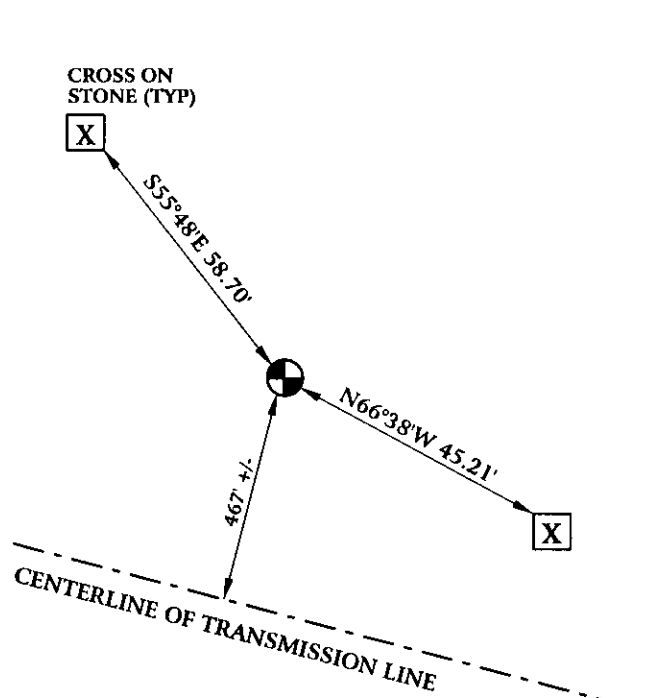 CROSS ON
STONE (TYP)
X
S55°48'E 58.70'
N66°38'W 45.21'
467' +/-
X
CENTERLINE OF TRANSMISSION LINE